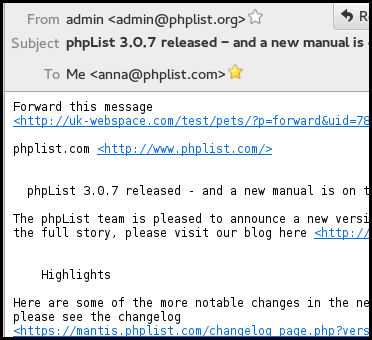 From admin <admin@phplist.org>
Subject phpList 3.0.7 released – and a new manual is
To Me <anna@phplist.com>
Forward this message
<http://uk-webspace.com/test/pets/?p=forward&uid=78
phplist.com <http://www.phplist.com/>
phpList 3.0.7 released - and a new manual is on t
The phpList team is pleased to announce a new versi
the full story, please visit our blog here <http://
Highlights
Here are some of the more notable changes in the ne
please see the changelog
<https://mantis.phplist.com/changelog_page.php?vers